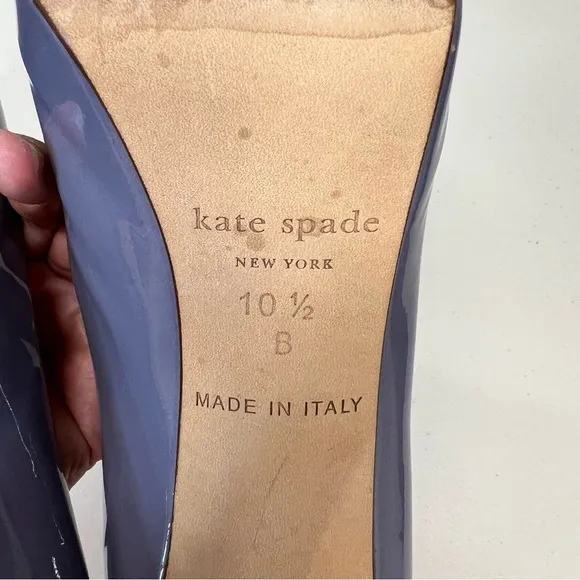 kate spade
NEW YORK
10 ½
B
MADE IN ITALY